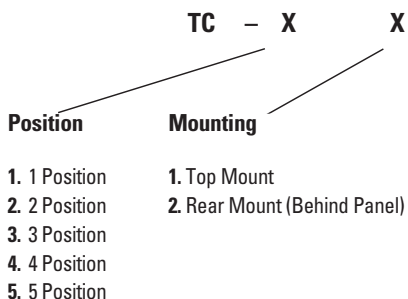 TC – X X
Position Mounting
1. 1 Position 1. Top Mount
2. 2 Position 2. Rear Mount (Behind Panel)
3. 3 Position
4. 4 Position
5. 5 Position